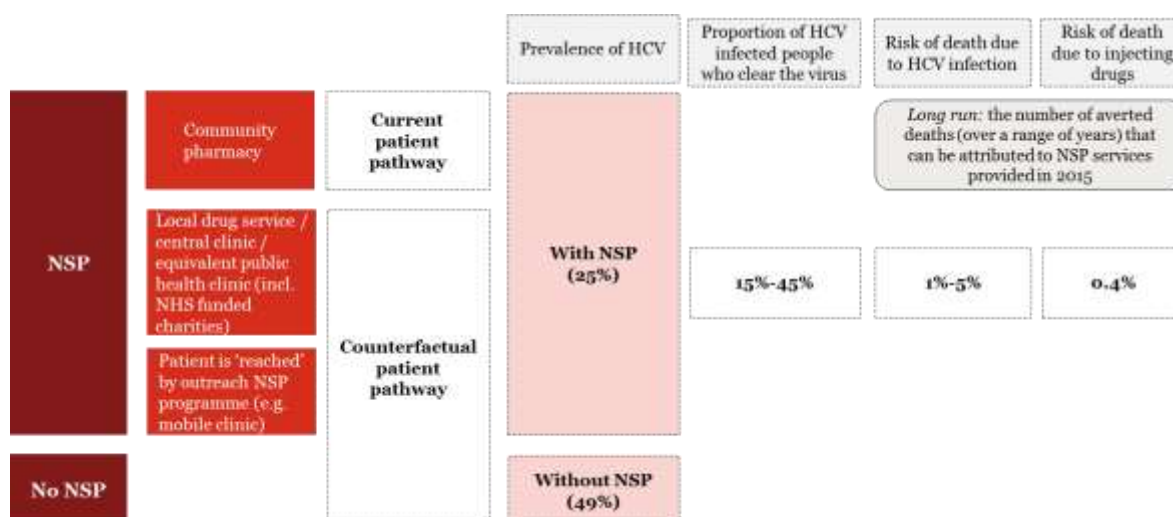 Prevalence of HCV
Proportion of HCV
infected people
who clear the virus
Risk of death due
to HCV infection
Risk of death
due to injecting
drugs
NSP
Community
pharmacy
Current
patient
pathway
Long run: the number of averted
deaths (over a range of years) that
can be attributed to NSP services
provided in 2015
Local drug service /
central clinic /
equivalent public
health clinic (incl.
NHS funded
charities)
Patient is 'reached'
by outreach NSP
programme (e.g.
mobile clinic)
Counterfactual
patient
pathway
With NSP
(25%)
15%-45%
1%-5%
0.4%
No NSP
Without NSP
(49%)